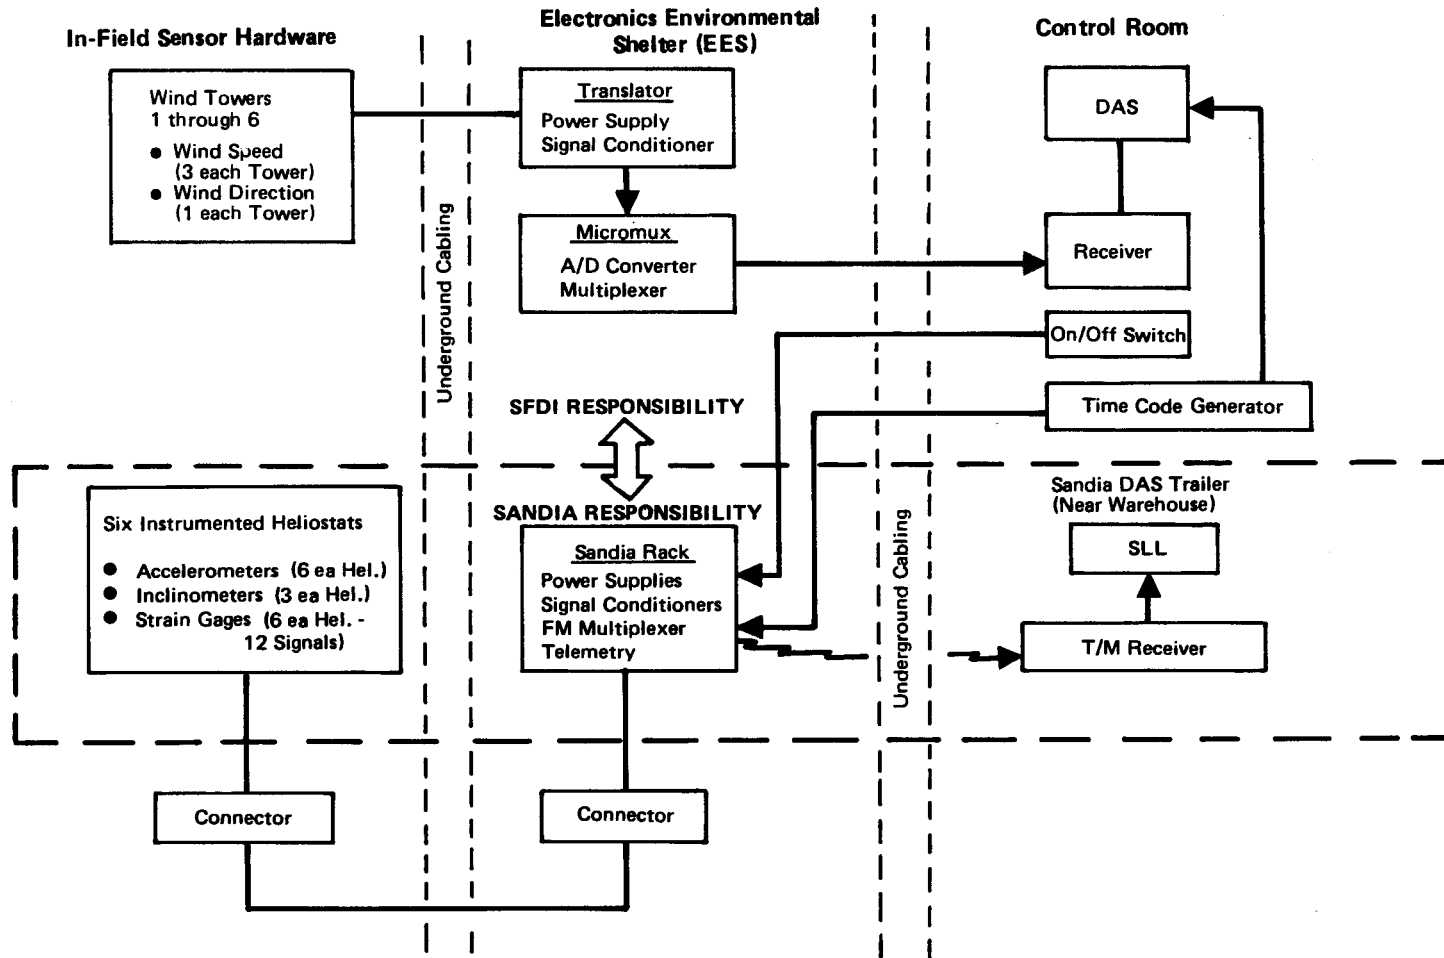 In-Field Sensor Hardware
Electronics Environmental
Shelter (EES)
Control Room
Wind Towers
1 through 6
● Wind Speed
(3 each Tower)
● Wind Direction
(1 each Tower)
Translator
Power Supply
Signal Conditioner
Micromux
A/D Converter
Multiplexer
DAS
Receiver
On/Off Switch
Time Code Generator
Underground Cabling
SFDI RESPONSIBILITY
SANDIA RESPONSIBILITY
Six Instrumented Heliostats
● Accelerometers (6 ea Hel.)
● Inclinometers (3 ea Hel.)
● Strain Gages (6 ea Hel. -
12 Signals)
Sandia Rack
Power Supplies
Signal Conditioners
FM Multiplexer
Telemetry
Underground Cabling
Sandia DAS Trailer
(Near Warehouse)
SLL
T/M Receiver
Connector
Connector